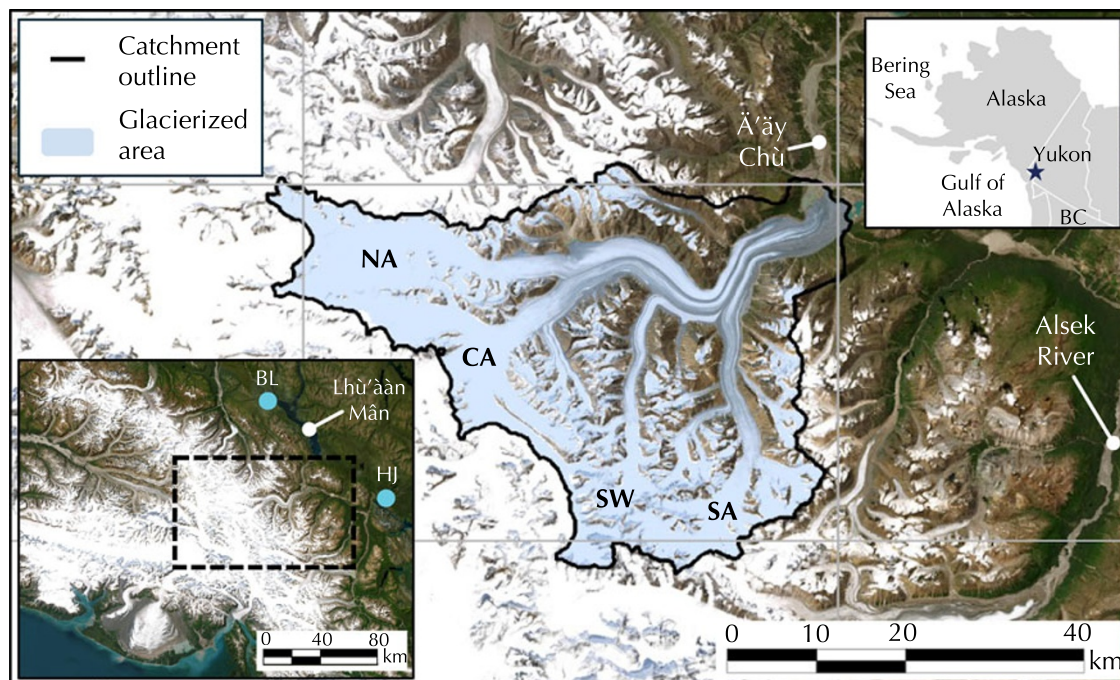 Catchment
outline
Glacierized
area
Ä'äy
Chù
Bering
Sea
Alaska
Yukon
Gulf of
Alaska
BC
NA
CA
SW
SA
Alsek
River
BL
Lhù'ààn
Mân
HJ
0 40 80
km
0 10 20 40
km